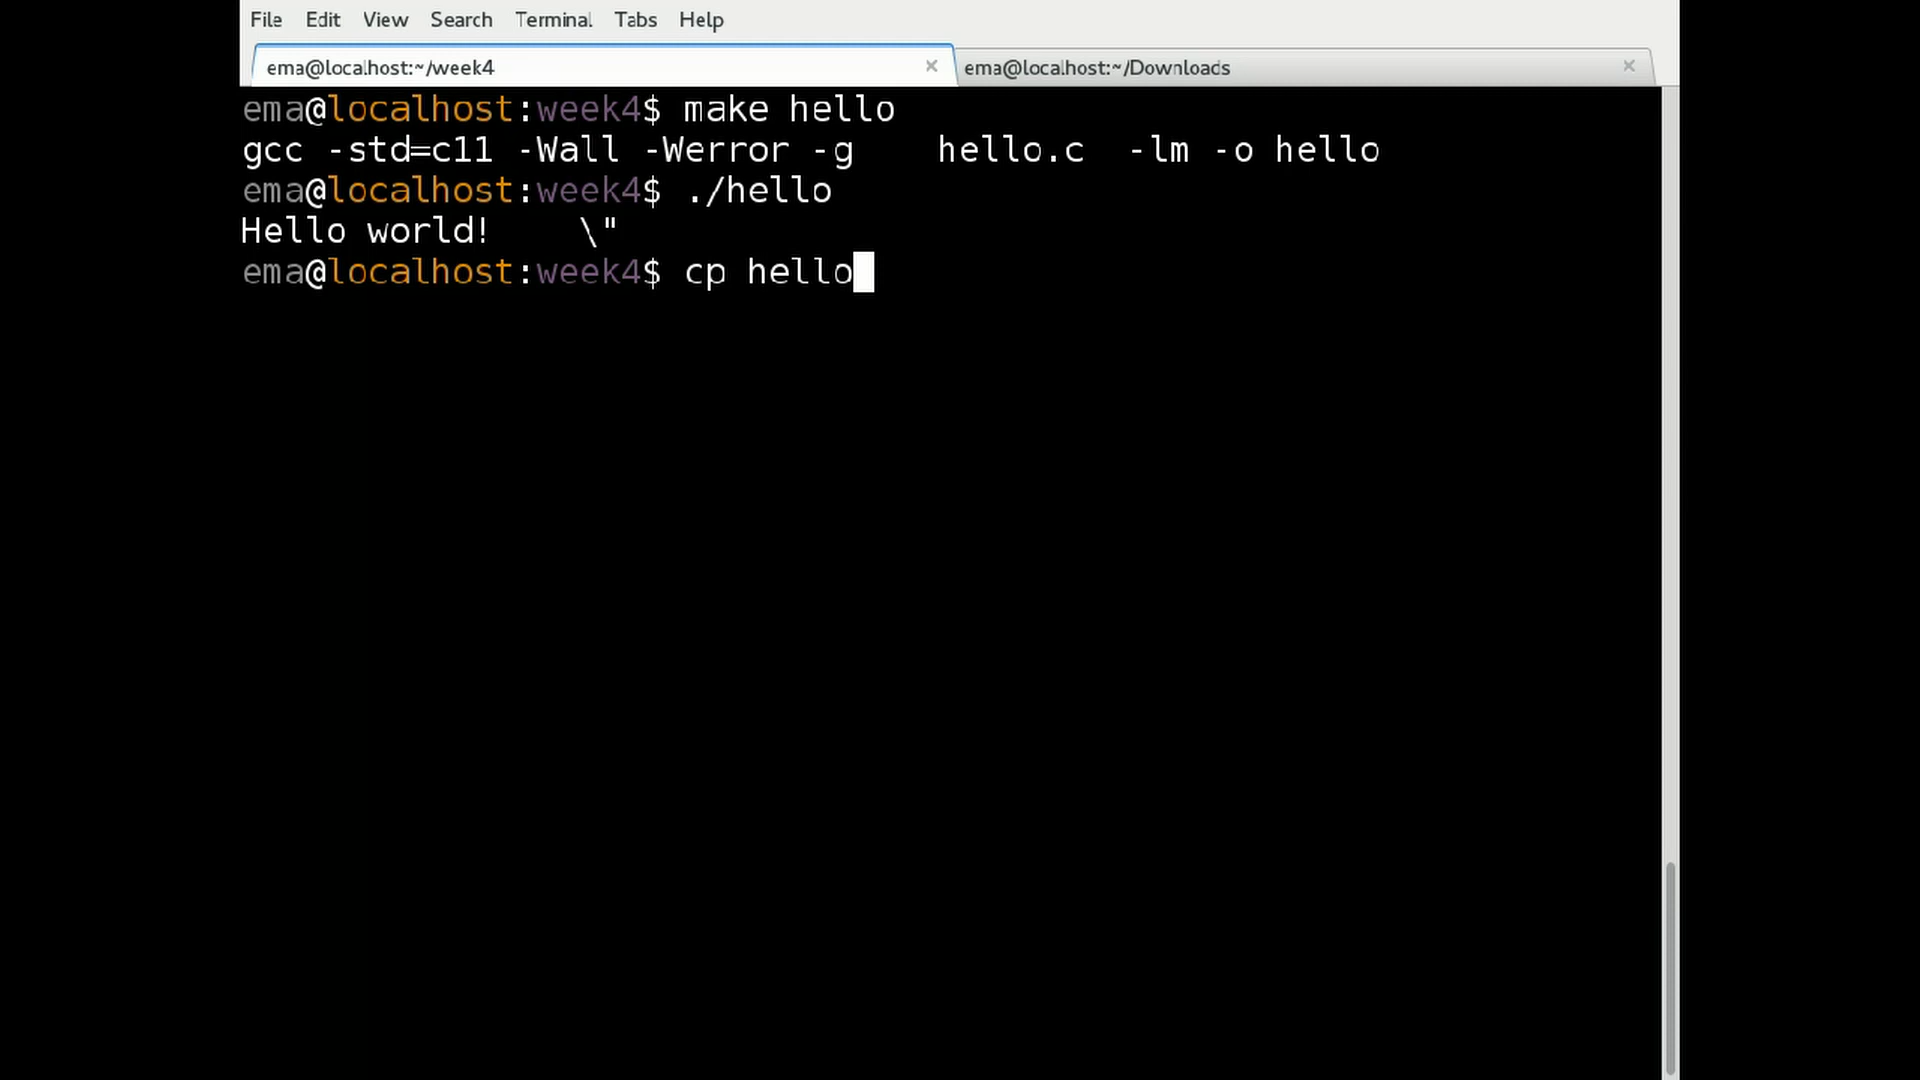 File Edit View Search Terminal Tabs Help
ema@localhost:~/week4 × ema@localhost:~/Downloads ×
ema@localhost:week4$ make hello
gcc -std=c11 -Wall -Werror -g    hello.c  -lm -o hello
ema@localhost:week4$ ./hello
Hello world!    \"
ema@localhost:week4$ cp hello